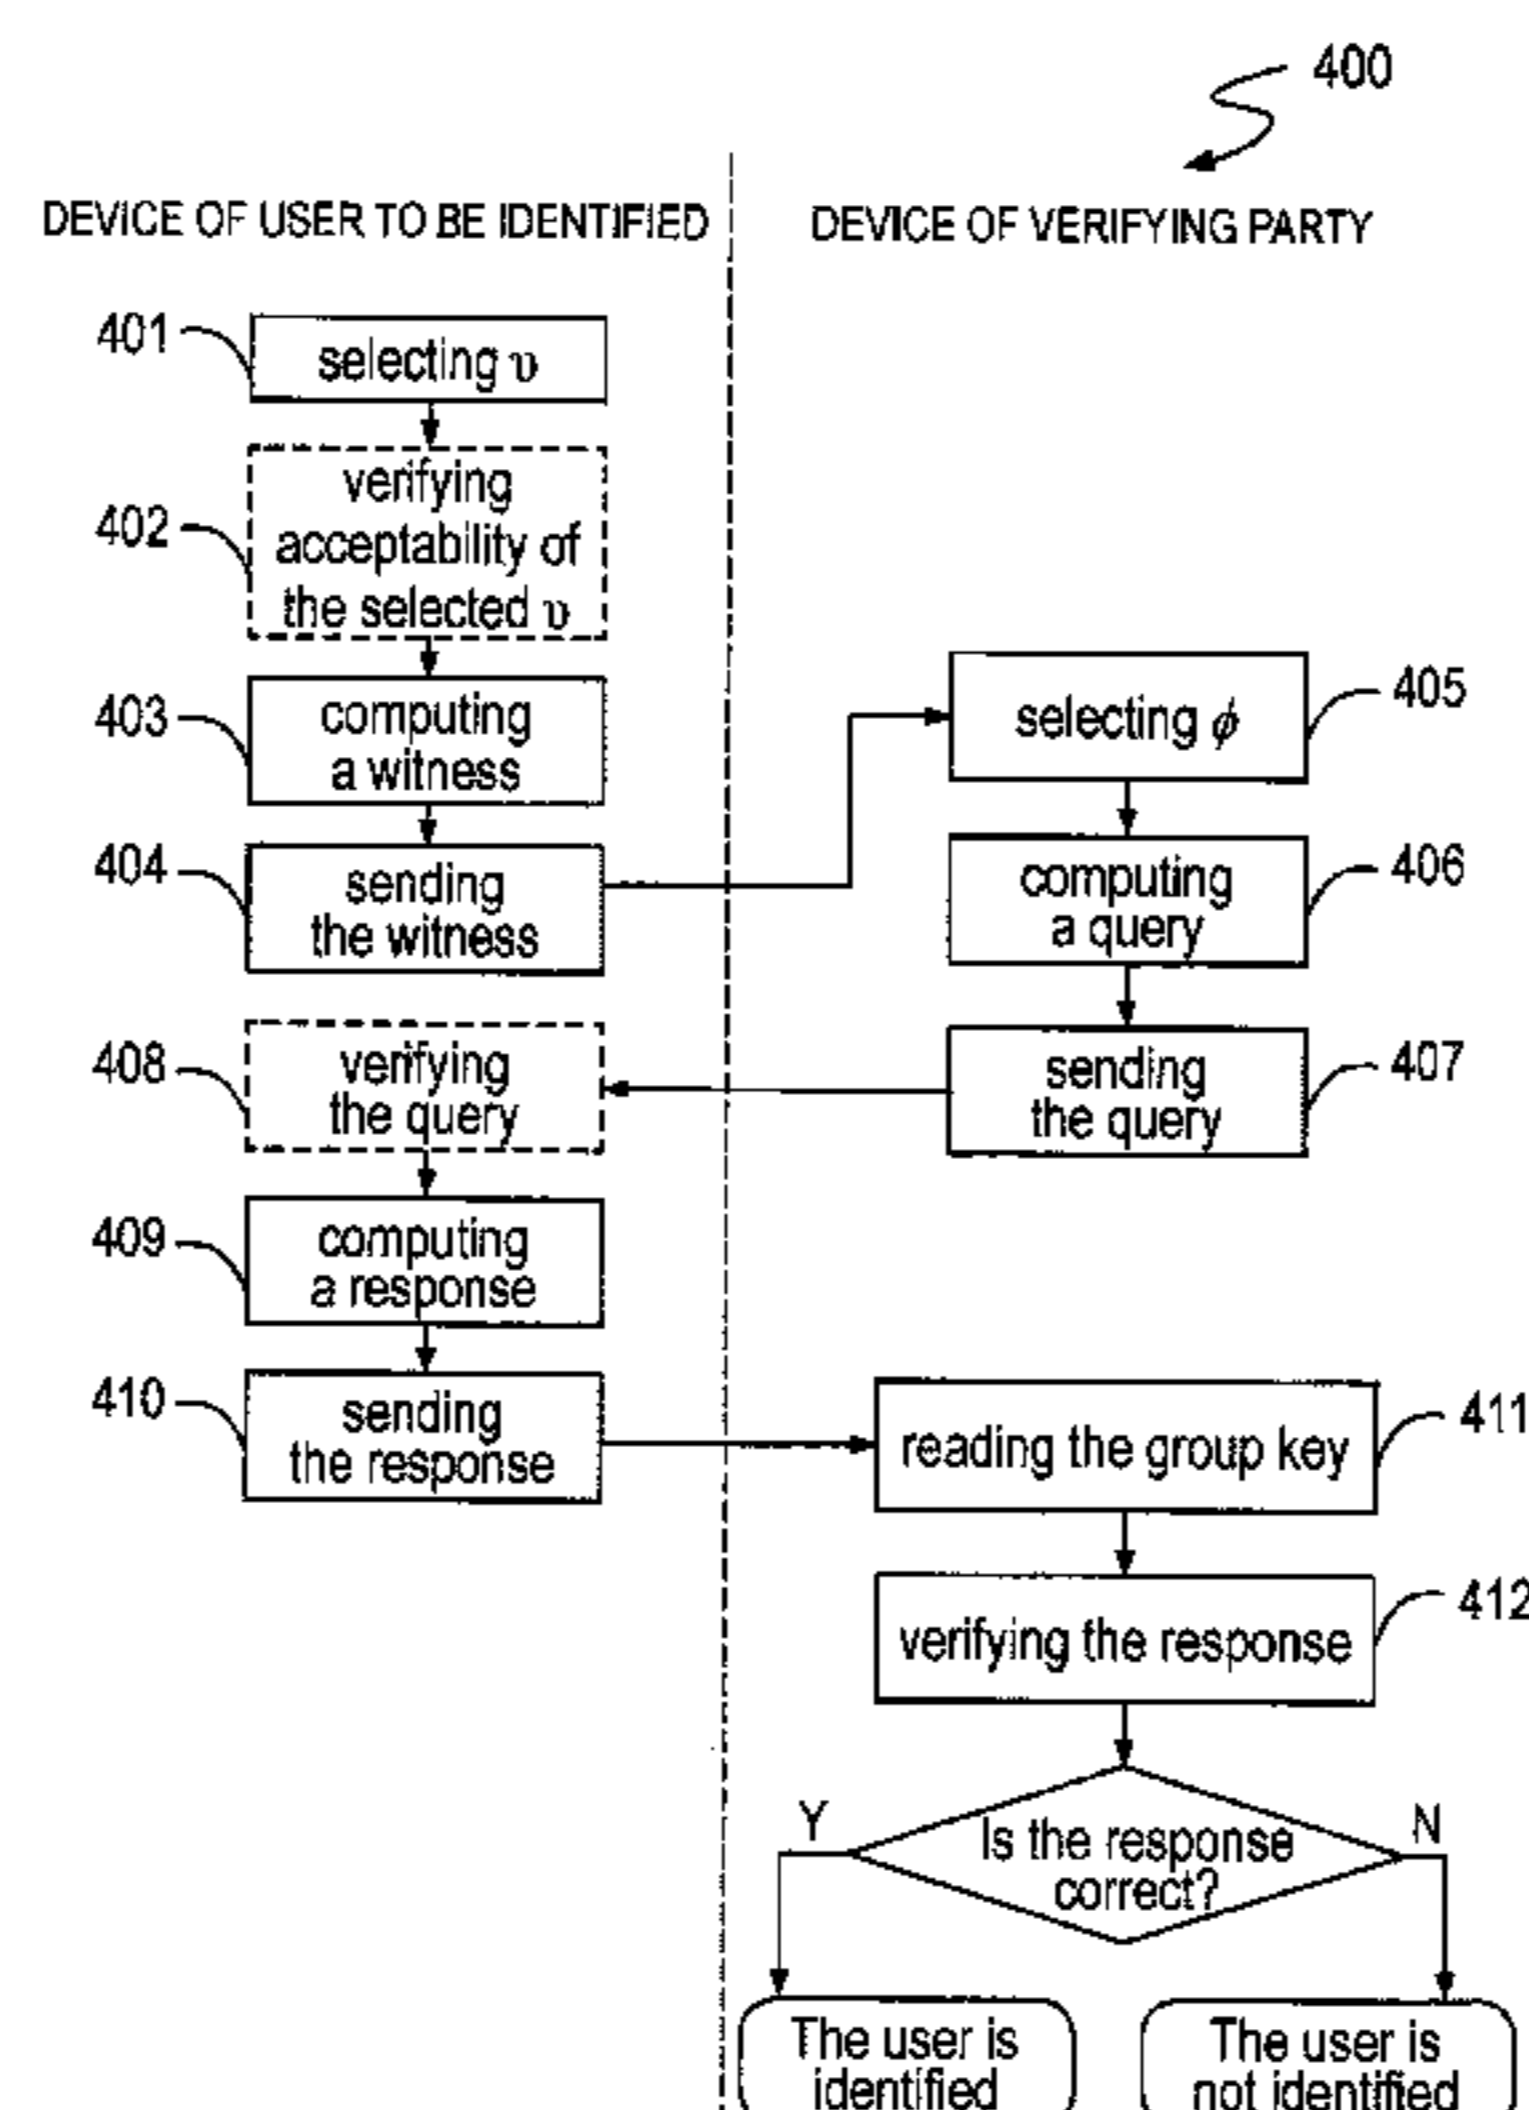 400
DEVICE OF USER TO BE IDENTIFIED
DEVICE OF VERIFYING PARTY
401
selecting υ
402
verifying
acceptability of
the selected υ
403
computing
a witness
404
sending
the witness
405
selecting ϕ
406
computing
a query
407
sending
the query
408
verifying
the query
409
computing
a response
410
sending
the response
411
reading the group key
412
verifying the response
Is the response
correct?
Y
N
The user is
identified
The user is
not identified